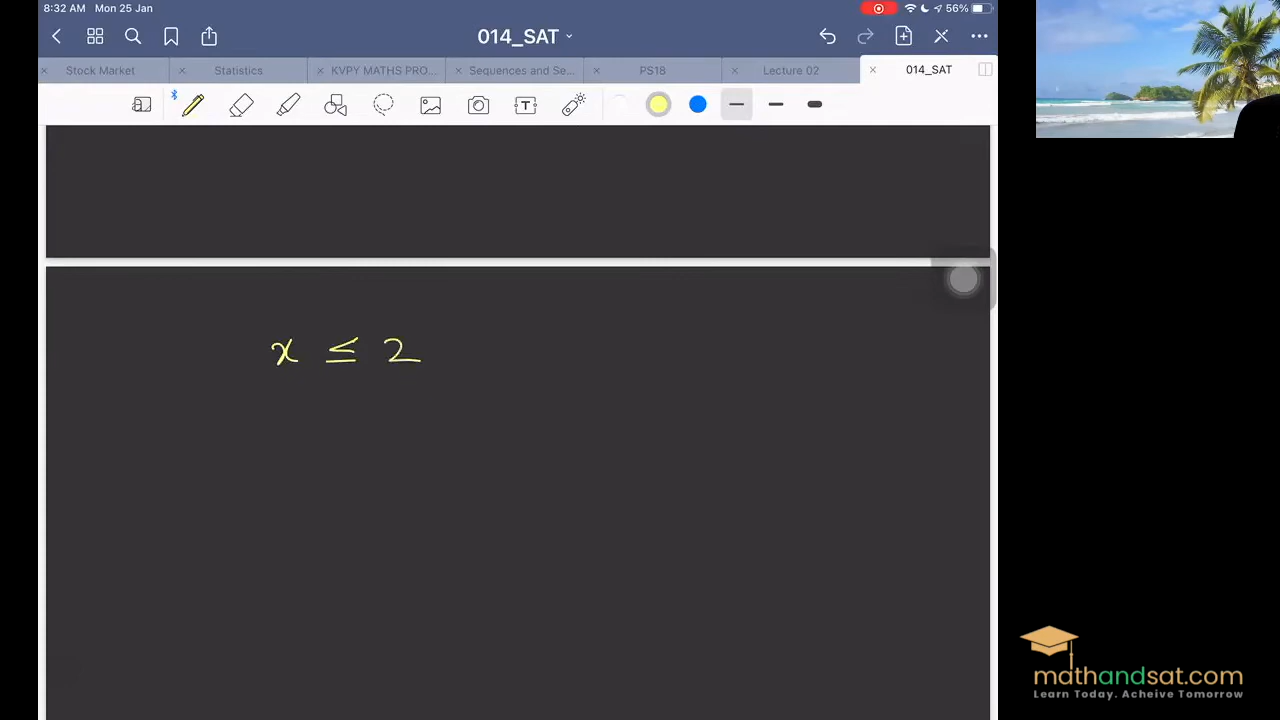 8:32 AM Mon 25 Jan 56%
014_SAT
Stock Market Statistics KVPY MATHS PRO... Sequences and Se... PS18 Lecture 02 014_SAT
T
x ≤ 2
mathandsat.com
Learn Today. Acheive Tomorrow